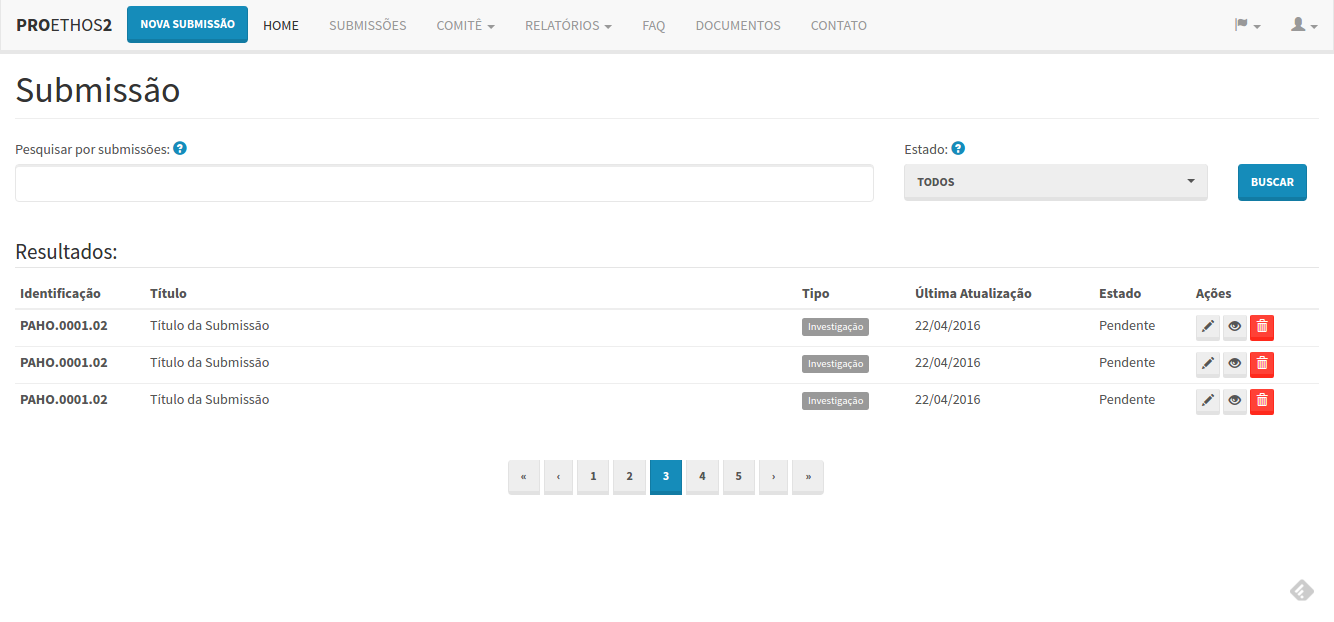 PROETHOS2 NOVA SUBMISSÃO HOME SUBMISSÕES COMITÊ RELATÓRIOS FAQ DOCUMENTOS CONTATO
Submissão
Pesquisar por submissões: ? Estado: ?
TODOS BUSCAR
Resultados:
Identificação Título Tipo Última Atualização Estado Ações
PAHO.0001.02 Título da Submissão Investigação 22/04/2016 Pendente
PAHO.0001.02 Título da Submissão Investigação 22/04/2016 Pendente
PAHO.0001.02 Título da Submissão Investigação 22/04/2016 Pendente
« ‹ 1 2 3 4 5 › »